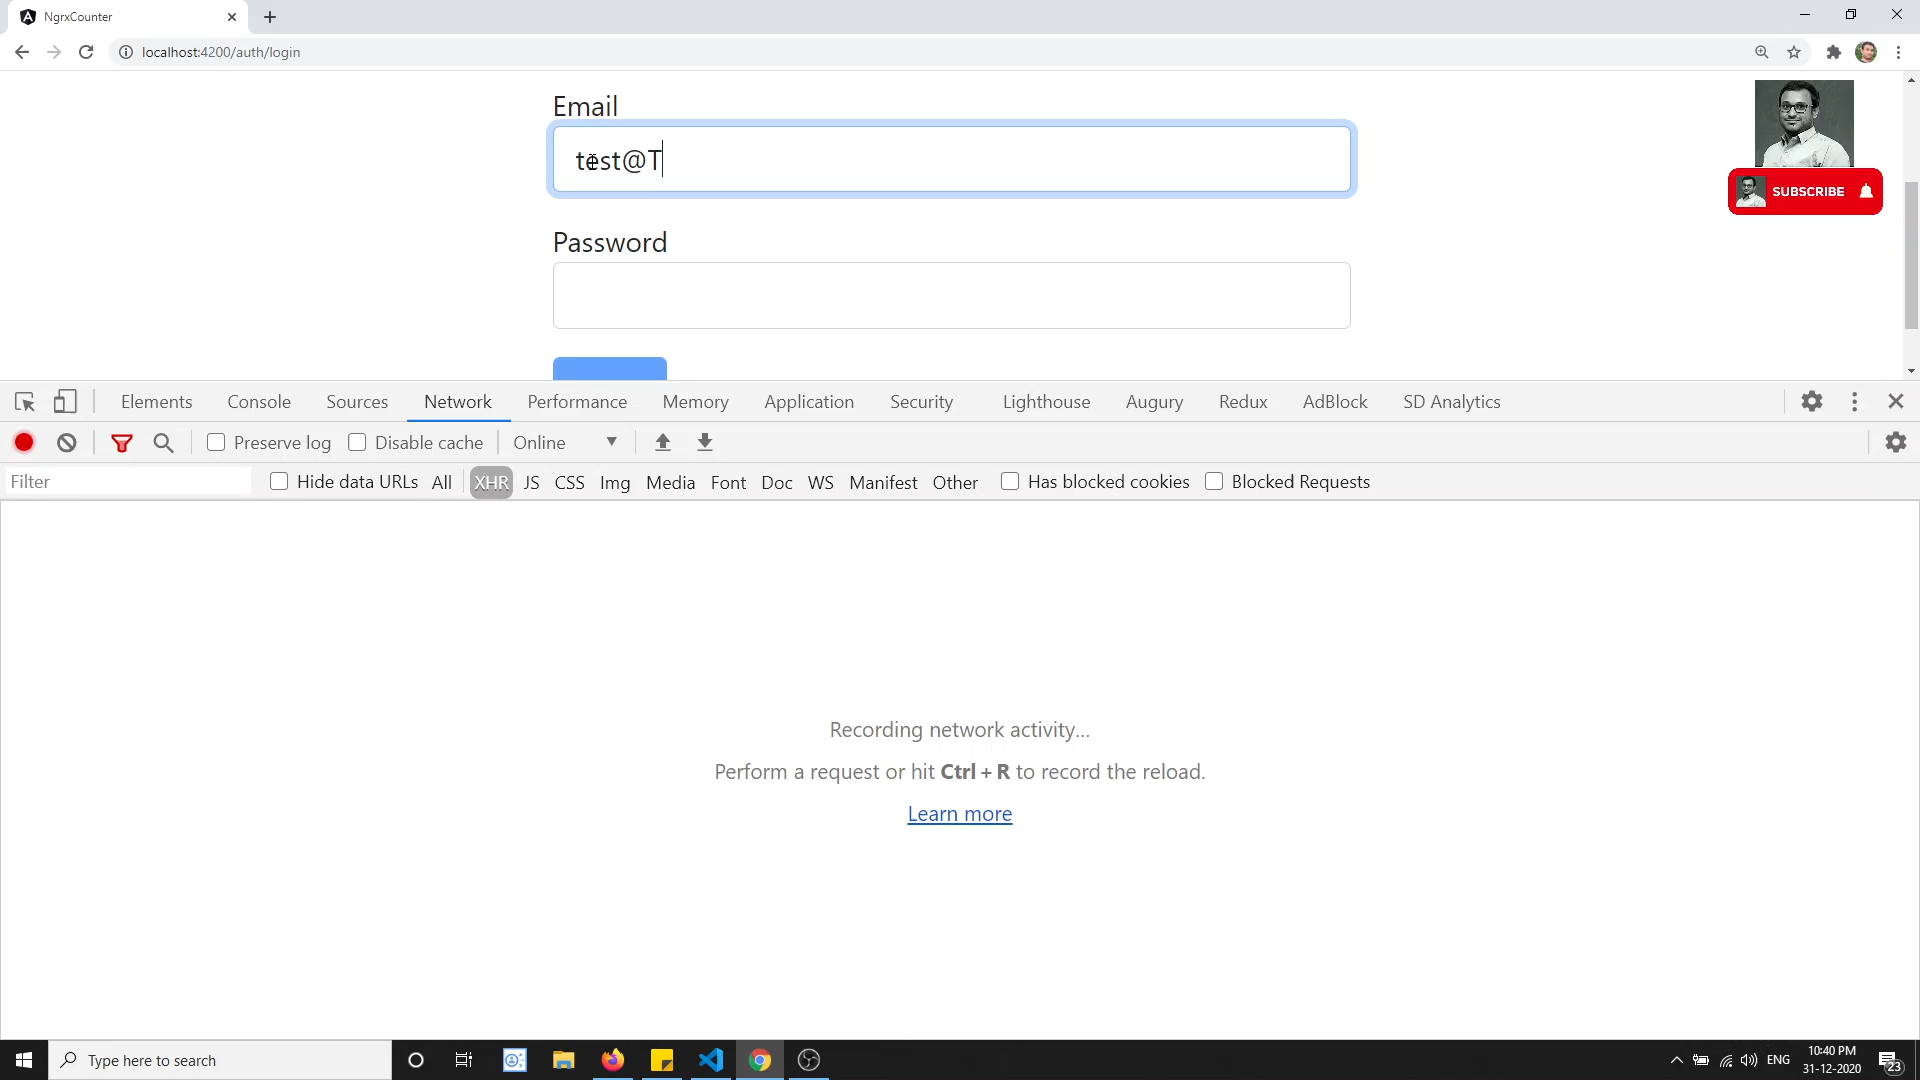 NgrxCounter
localhost:4200/auth/login
Email
test@T
SUBSCRIBE
Password
Elements Console Sources Network Performance Memory Application Security Lighthouse Augury Redux AdBlock SD Analytics
Preserve log Disable cache Online
Filter Hide data URLs All XHR JS CSS Img Media Font Doc WS Manifest Other Has blocked cookies Blocked Requests
Recording network activity...
Perform a request or hit Ctrl + R to record the reload.
Learn more
Type here to search
ENG
10:40 PM
31-12-2020
23